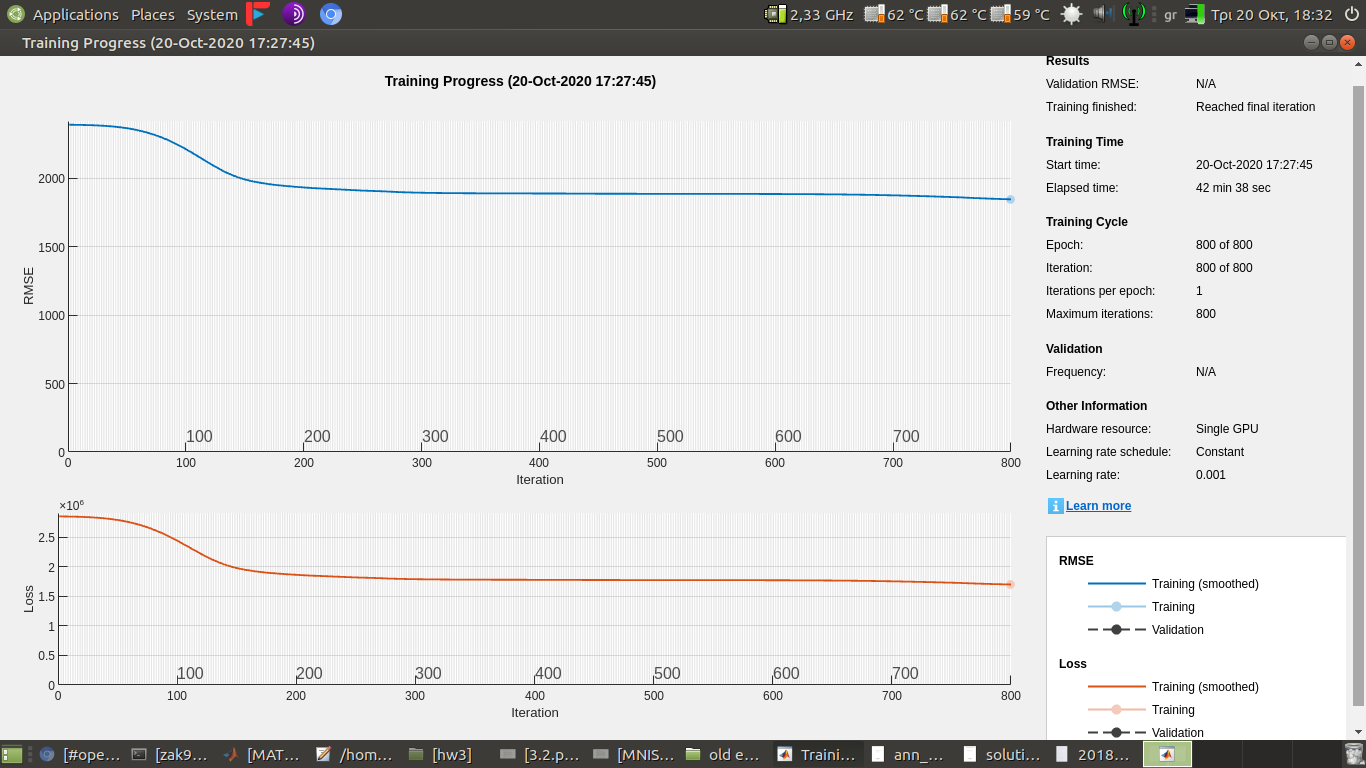 Applications Places System 2,33 GHz 62 °C 62 °C 59 °C gr Τρι 20 Οκτ, 18:32
Training Progress (20-Oct-2020 17:27:45)
Training Progress (20-Oct-2020 17:27:45)
RMSE
2000
1500
1000
500
0
100 200 300 400 500 600 700
0 100 200 300 400 500 600 700 800
Iteration
×10⁶
Loss
2.5
2
1.5
1
0.5
0
100 200 300 400 500 600 700
0 100 200 300 400 500 600 700 800
Iteration
Results
Validation RMSE: N/A
Training finished: Reached final iteration
Training Time
Start time: 20-Oct-2020 17:27:45
Elapsed time: 42 min 38 sec
Training Cycle
Epoch: 800 of 800
Iteration: 800 of 800
Iterations per epoch: 1
Maximum iterations: 800
Validation
Frequency: N/A
Other Information
Hardware resource: Single GPU
Learning rate schedule: Constant
Learning rate: 0.001
i Learn more
RMSE
Training (smoothed)
Training
Validation
Loss
Training (smoothed)
Training
Validation
[#ope... [zak9... [MAT... /hom... [hw3] [3.2.p... [MNIS... old e... Traini... ann_... soluti... 2018...